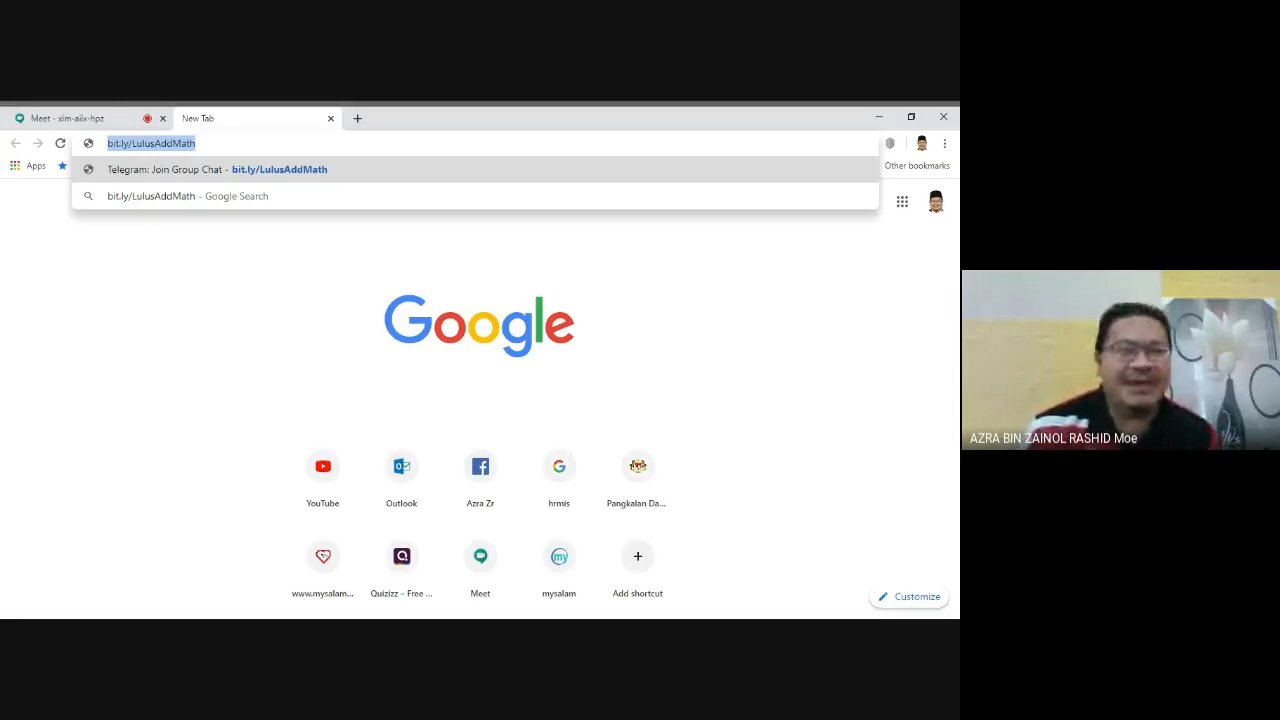 Meet - xim-aiix-hpz
New Tab
bit.ly/LulusAddMath
Apps
Other bookmarks
Telegram: Join Group Chat - bit.ly/LulusAddMath
bit.ly/LulusAddMath - Google Search
Google
YouTube
Outlook
Azra Zr
hrmis
Pangkalan Da...
www.mysalam...
Quizizz – Free ...
Meet
my
mysalam
Add shortcut
Customize
AZRA BIN ZAINOL RASHID Moe